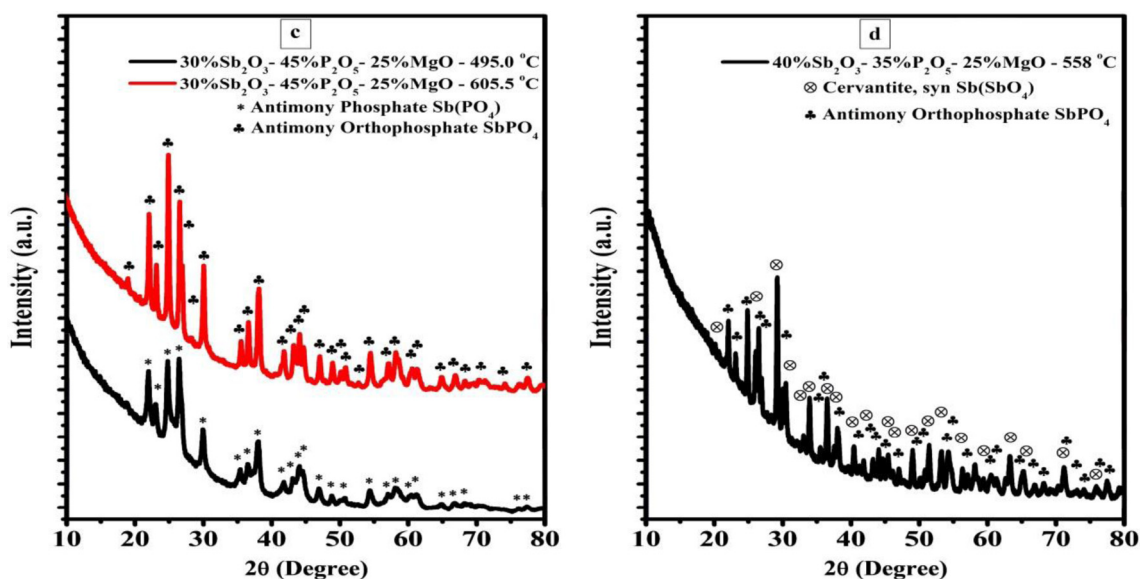 c
30%Sb₂O₃- 45%P₂O₅- 25%MgO - 495.0 °C
30%Sb₂O₃- 45%P₂O₅- 25%MgO - 605.5 °C
* Antimony Phosphate Sb(PO₄)
♣ Antimony Orthophosphate SbPO₄
Intensity (a.u.)
10 20 30 40 50 60 70 80
2θ (Degree)
d
40%Sb₂O₃- 35%P₂O₅- 25%MgO - 558 °C
⊗ Cervantite, syn Sb(SbO₄)
♣ Antimony Orthophosphate SbPO₄
Intensity (a.u.)
10 20 30 40 50 60 70 80
2θ (Degree)